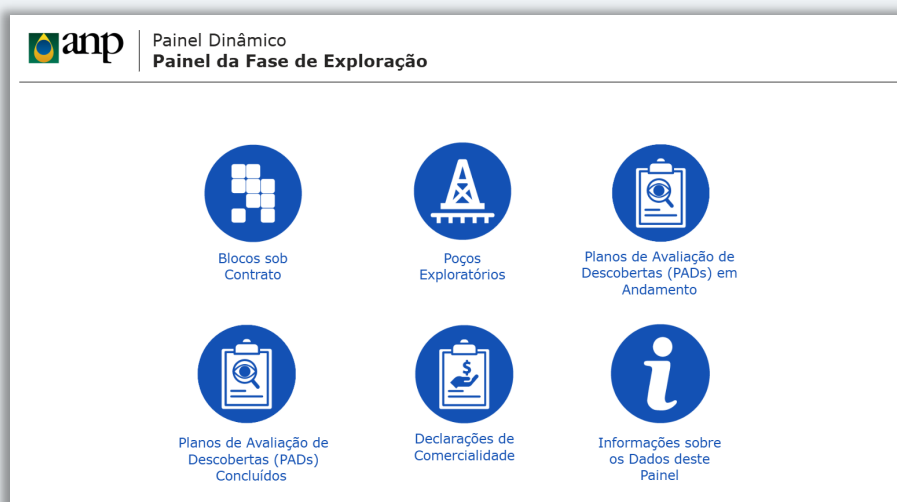 anp
Painel Dinâmico
Painel da Fase de Exploração
Blocos sob
Contrato
Poços
Exploratórios
Planos de Avaliação de
Descobertas (PADs) em
Andamento
$
Planos de Avaliação de
Descobertas (PADs)
Concluídos
Declarações de
Comercialidade
i
Informações sobre
os Dados deste
Painel